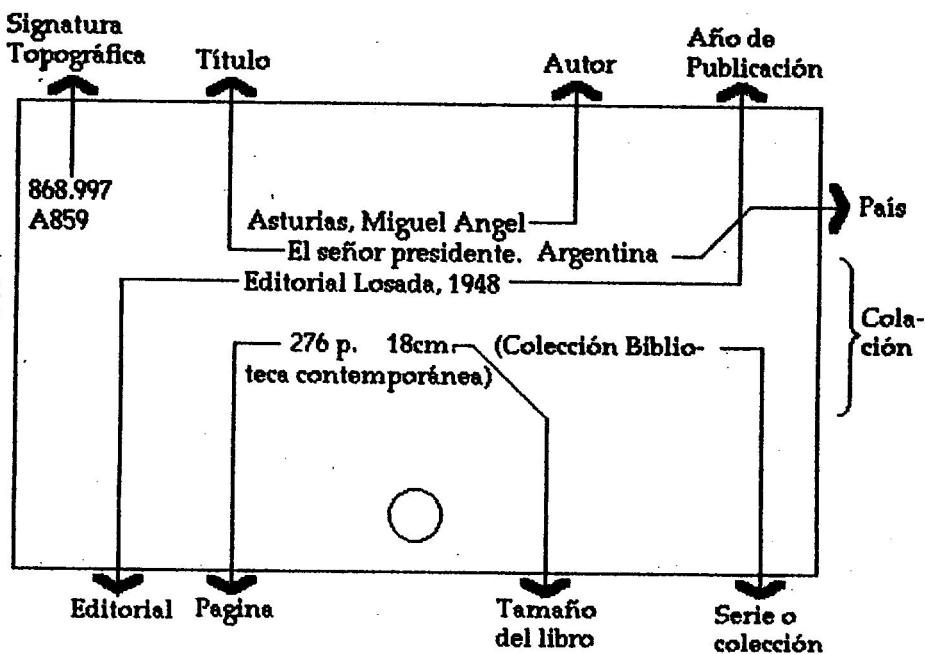 Signatura
Topográfica
Título
Autor
Año de
Publicación
868.997
A859
Asturias, Miguel Angel
El señor presidente. Argentina
País
Editorial Losada, 1948
Cola-
ción
276 p. 18cm. (Colección Biblio-
teca contemporánea)
Editorial
Pagina
Tamaño
del libro
Serie o
colección